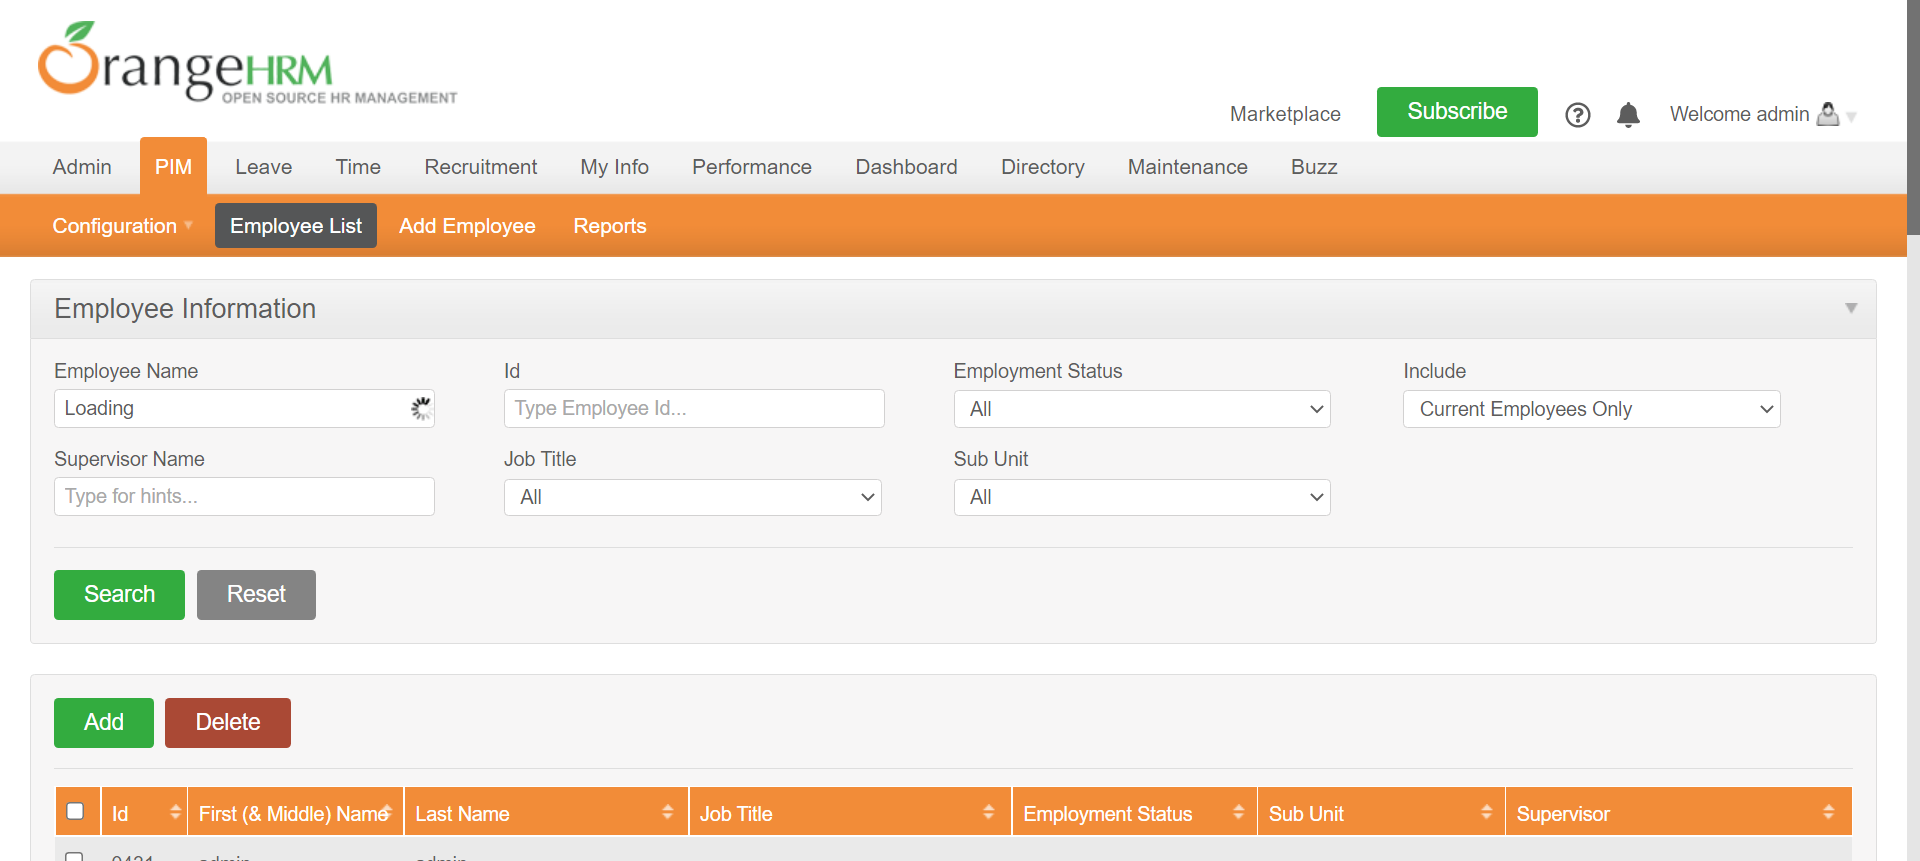 OrangeHRM
OPEN SOURCE HR MANAGEMENT
Marketplace
Subscribe
Welcome admin
Admin PIM Leave Time Recruitment My Info Performance Dashboard Directory Maintenance Buzz
Configuration Employee List Add Employee Reports
Employee Information
Employee Name Id Employment Status Include
Loading Type Employee Id... All Current Employees Only
Supervisor Name Job Title Sub Unit
Type for hints... All All
Search Reset
Add Delete
Id First (& Middle) Name Last Name Job Title Employment Status Sub Unit Supervisor
admin admin